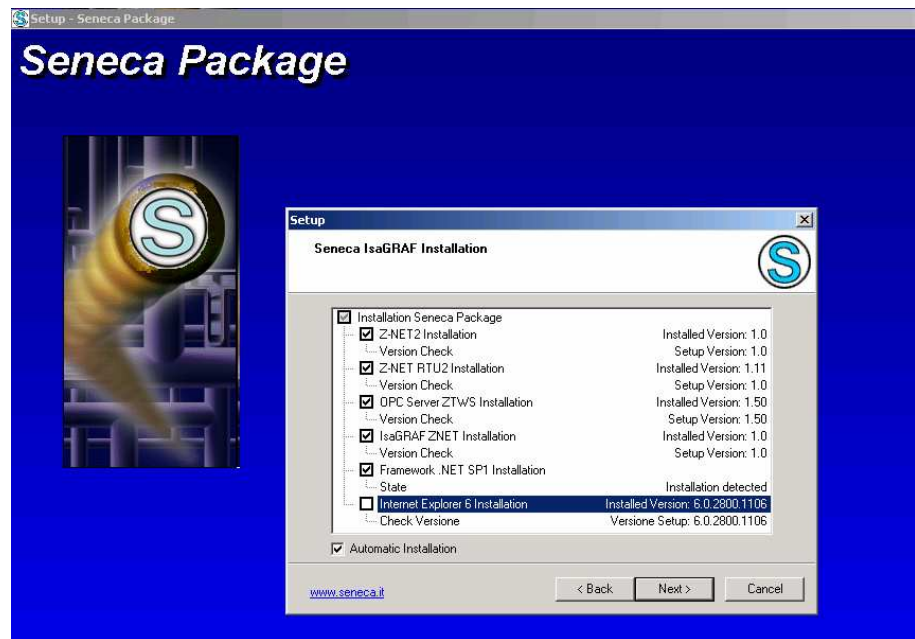 Setup - Seneca Package
Seneca Package
S
Setup
Seneca IsaGRAF Installation
S
Installation Seneca Package
Z-NET2 Installation Installed Version: 1.0
Version Check Setup Version: 1.0
Z-NET RTU2 Installation Installed Version: 1.11
Version Check Setup Version: 1.0
OPC Server ZTWS Installation Installed Version: 1.50
Version Check Setup Version: 1.50
IsaGRAF ZNET Installation Installed Version: 1.0
Version Check Setup Version: 1.0
Framework .NET SP1 Installation
State Installation detected
Internet Explorer 6 Installation Installed Version: 6.0.2800.1106
Check Versione Versione Setup: 6.0.2800.1106
Automatic Installation
www.seneca.it < Back Next > Cancel